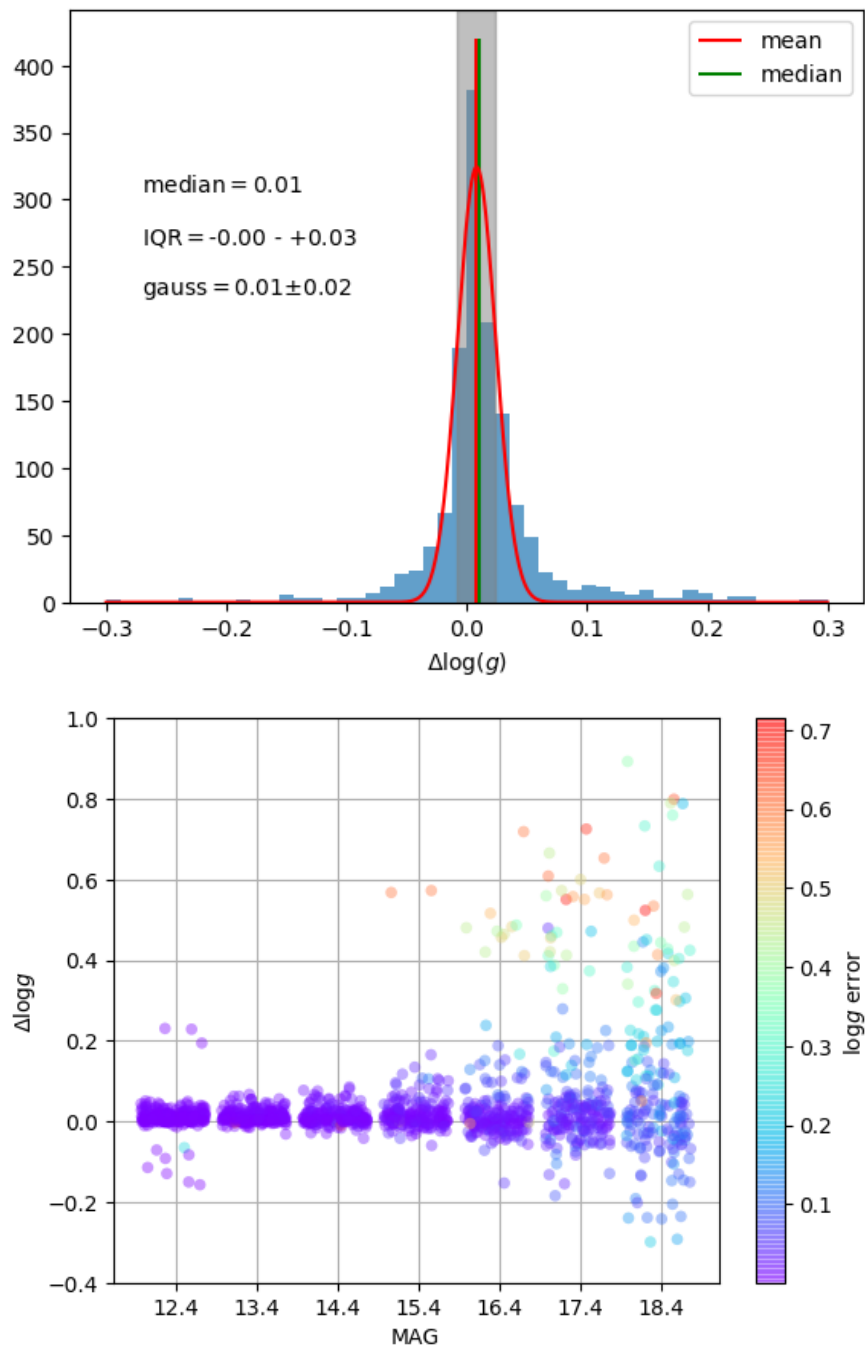 mean
median
400
350
300
250
200
150
100
50
0
median = 0.01
IQR = -0.00 - +0.03
gauss = 0.01±0.02
−0.3 −0.2 −0.1 0.0 0.1 0.2 0.3
Δlog(g)
1.0
0.8
0.6
0.4
0.2
0.0
−0.2
−0.4
Δlogg
12.4 13.4 14.4 15.4 16.4 17.4 18.4
MAG
0.7
0.6
0.5
0.4
0.3
0.2
0.1
logg error